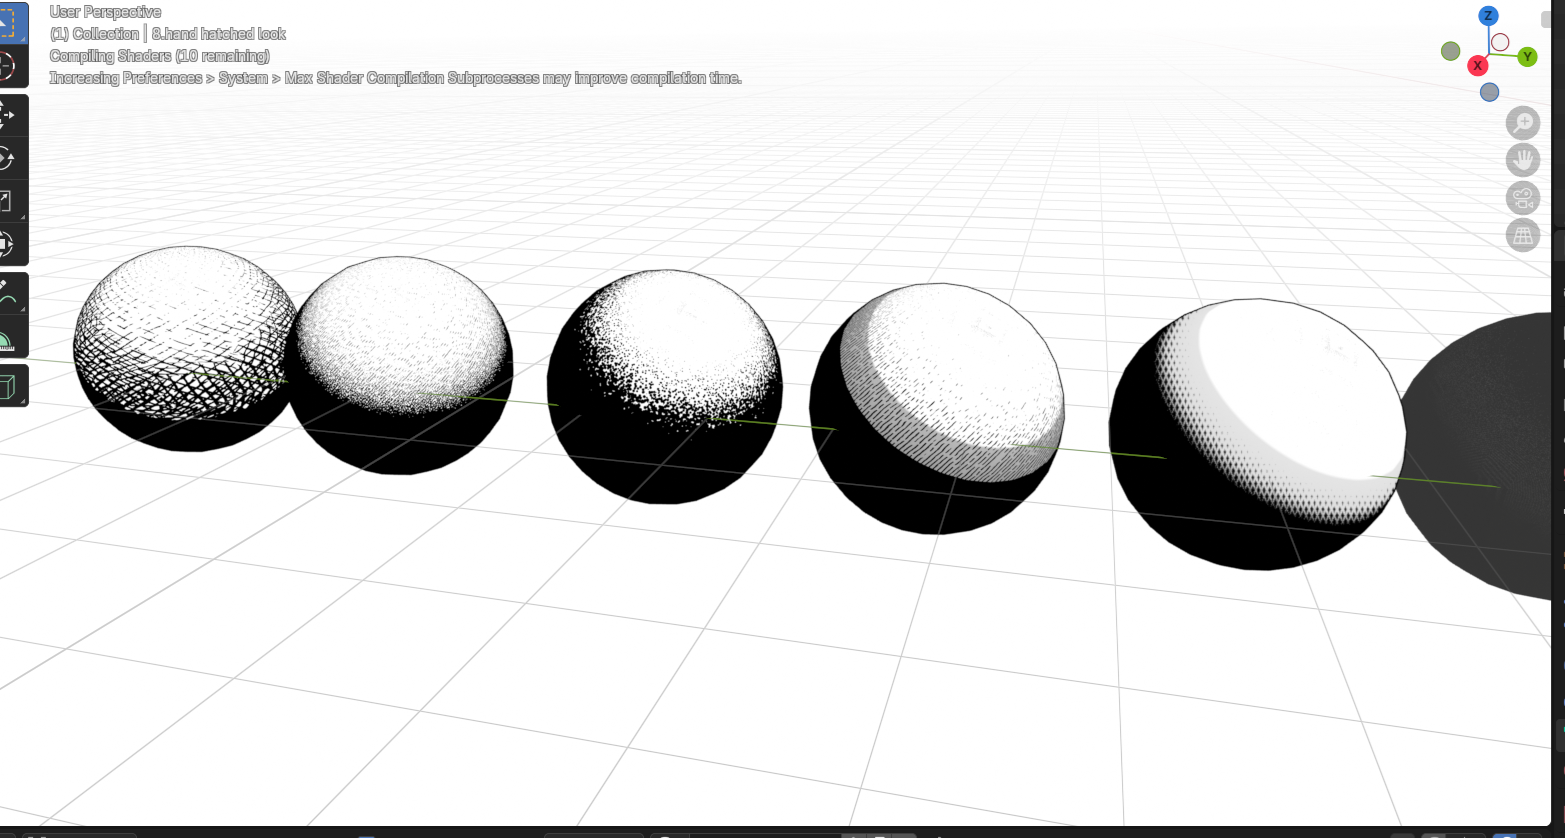 User Perspective
(1) Collection | 8.hand hatched look
Compiling Shaders (10 remaining)
Increasing Preferences > System > Max Shader Compilation Subprocesses may improve compilation time.
Z
Y
X